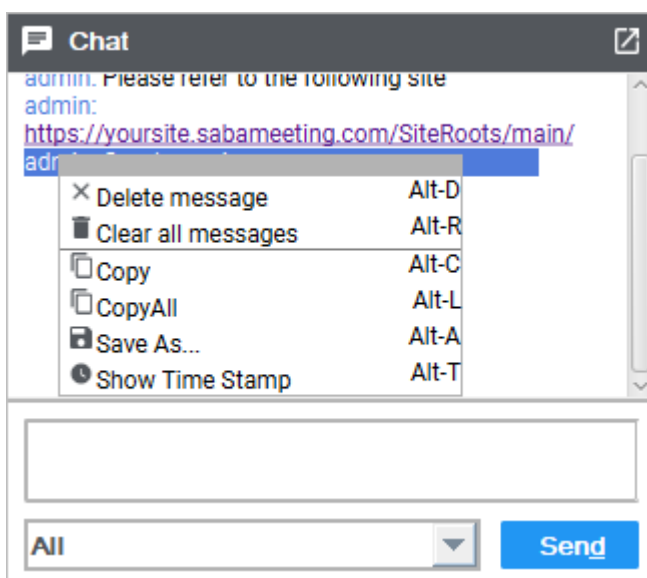 Chat
admin: Please refer to the following site
admin:
https://yoursite.sabameeting.com/SiteRoots/main/
Delete message Alt-D
Clear all messages Alt-R
Copy Alt-C
CopyAll Alt-L
Save As... Alt-A
Show Time Stamp Alt-T
All
Send